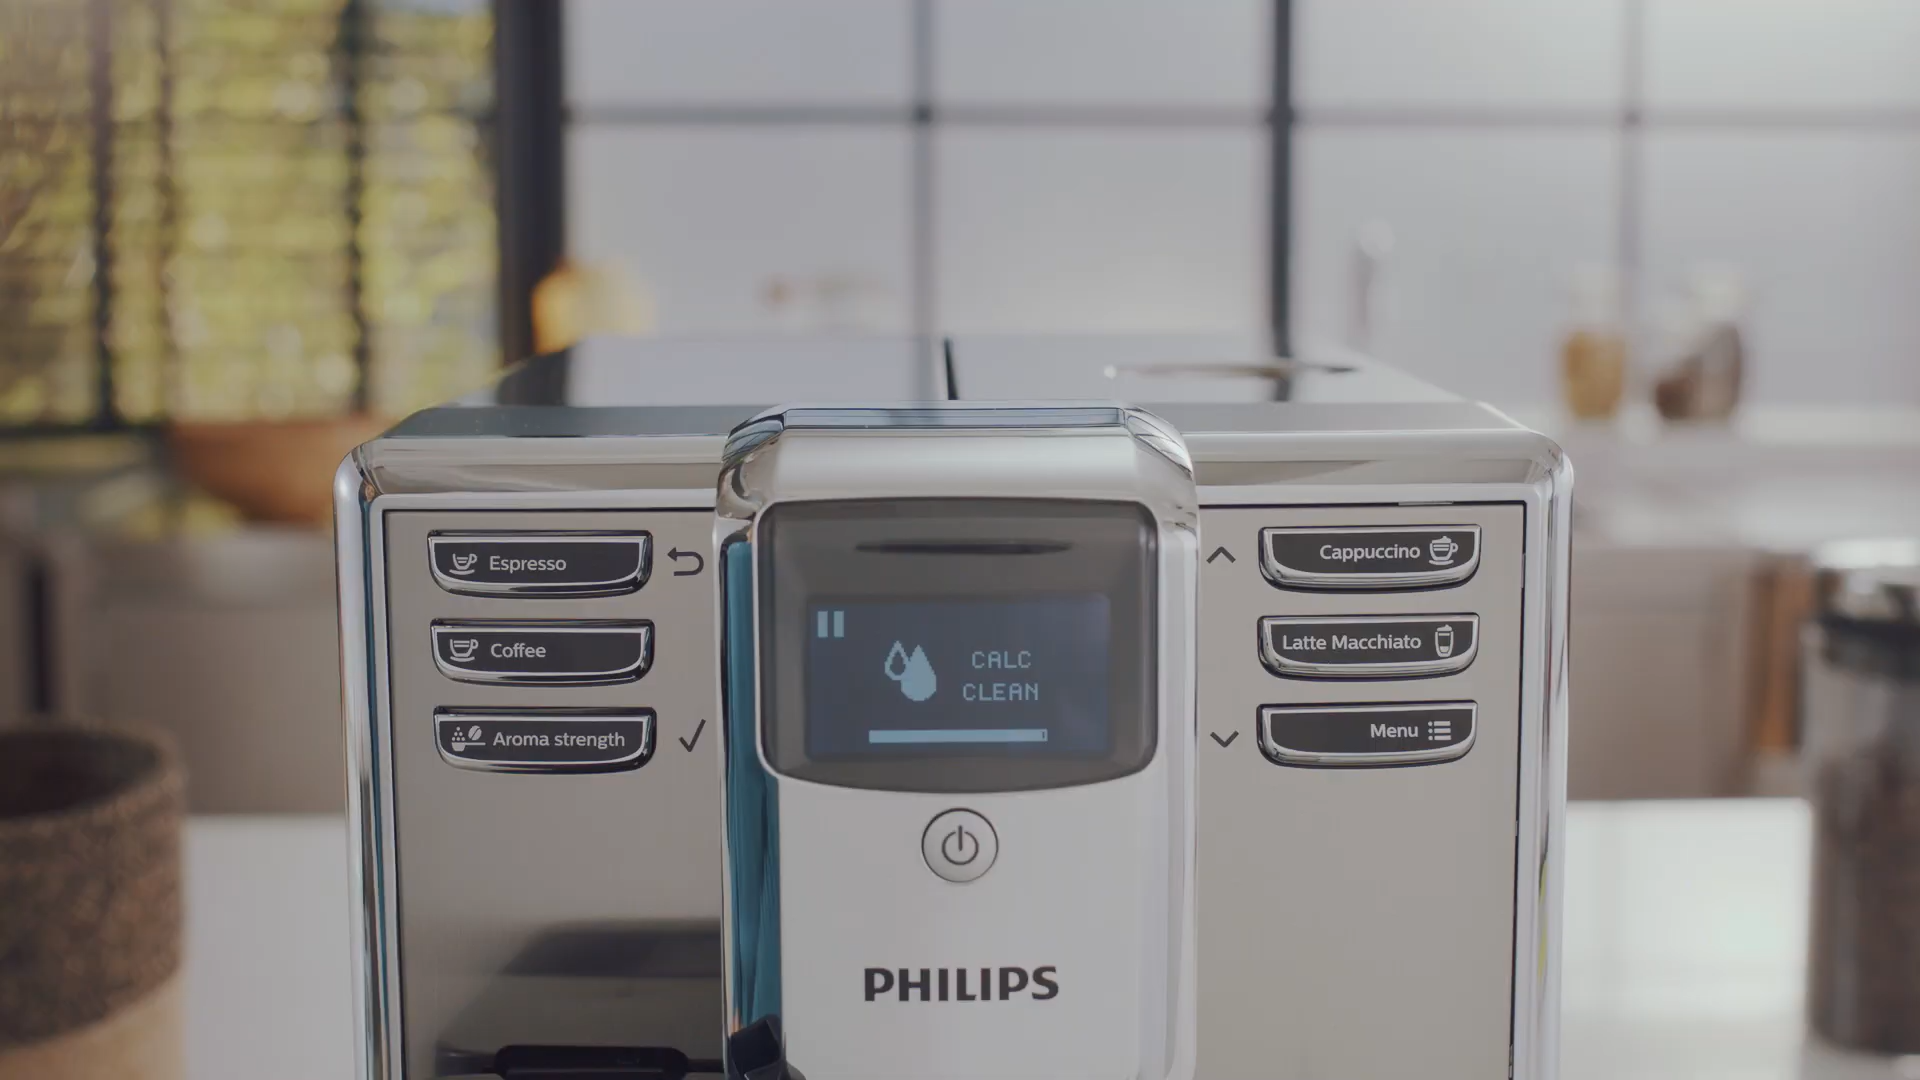 Espresso
Coffee
Aroma strength
CALC
CLEAN
Cappuccino
Latte Macchiato
Menu
PHILIPS